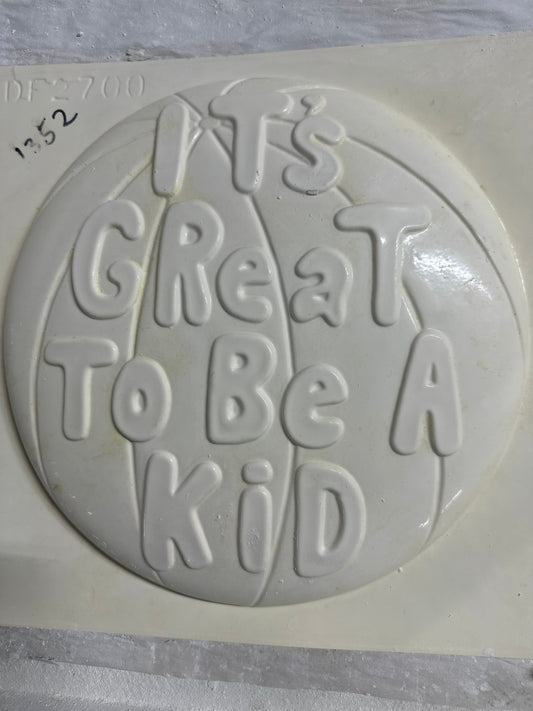 DF2700
1352
IT's
GReaT
To Be A
KiD